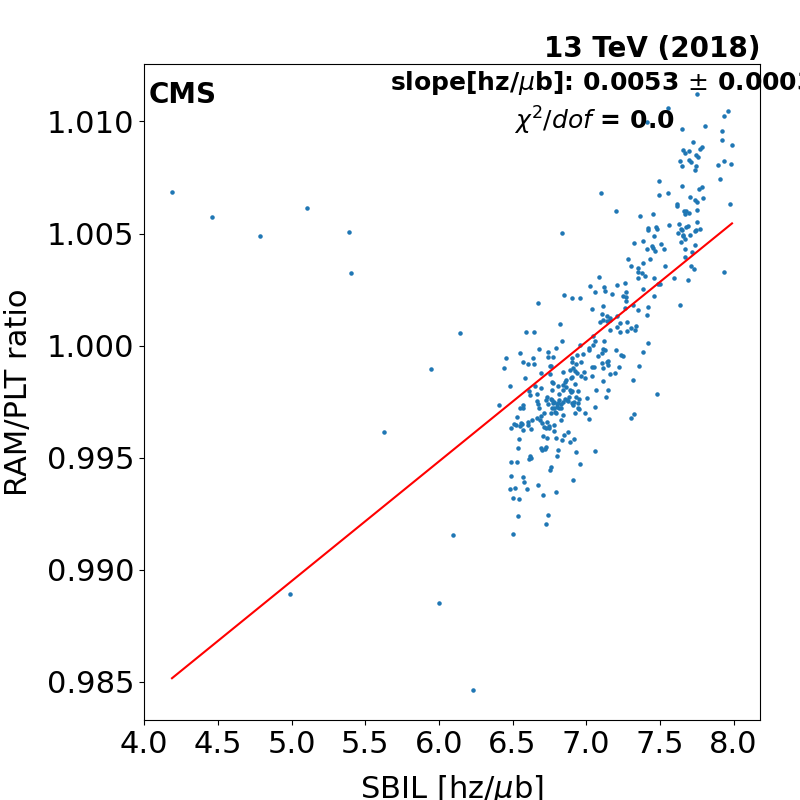 13 TeV (2018)
CMS
slope[hz/μb]: 0.0053 ± 0.0003
χ²/dof = 0.0
RAM/PLT ratio
1.010
1.005
1.000
0.995
0.990
0.985
4.0 4.5 5.0 5.5 6.0 6.5 7.0 7.5 8.0
SBIL [hz/μb]